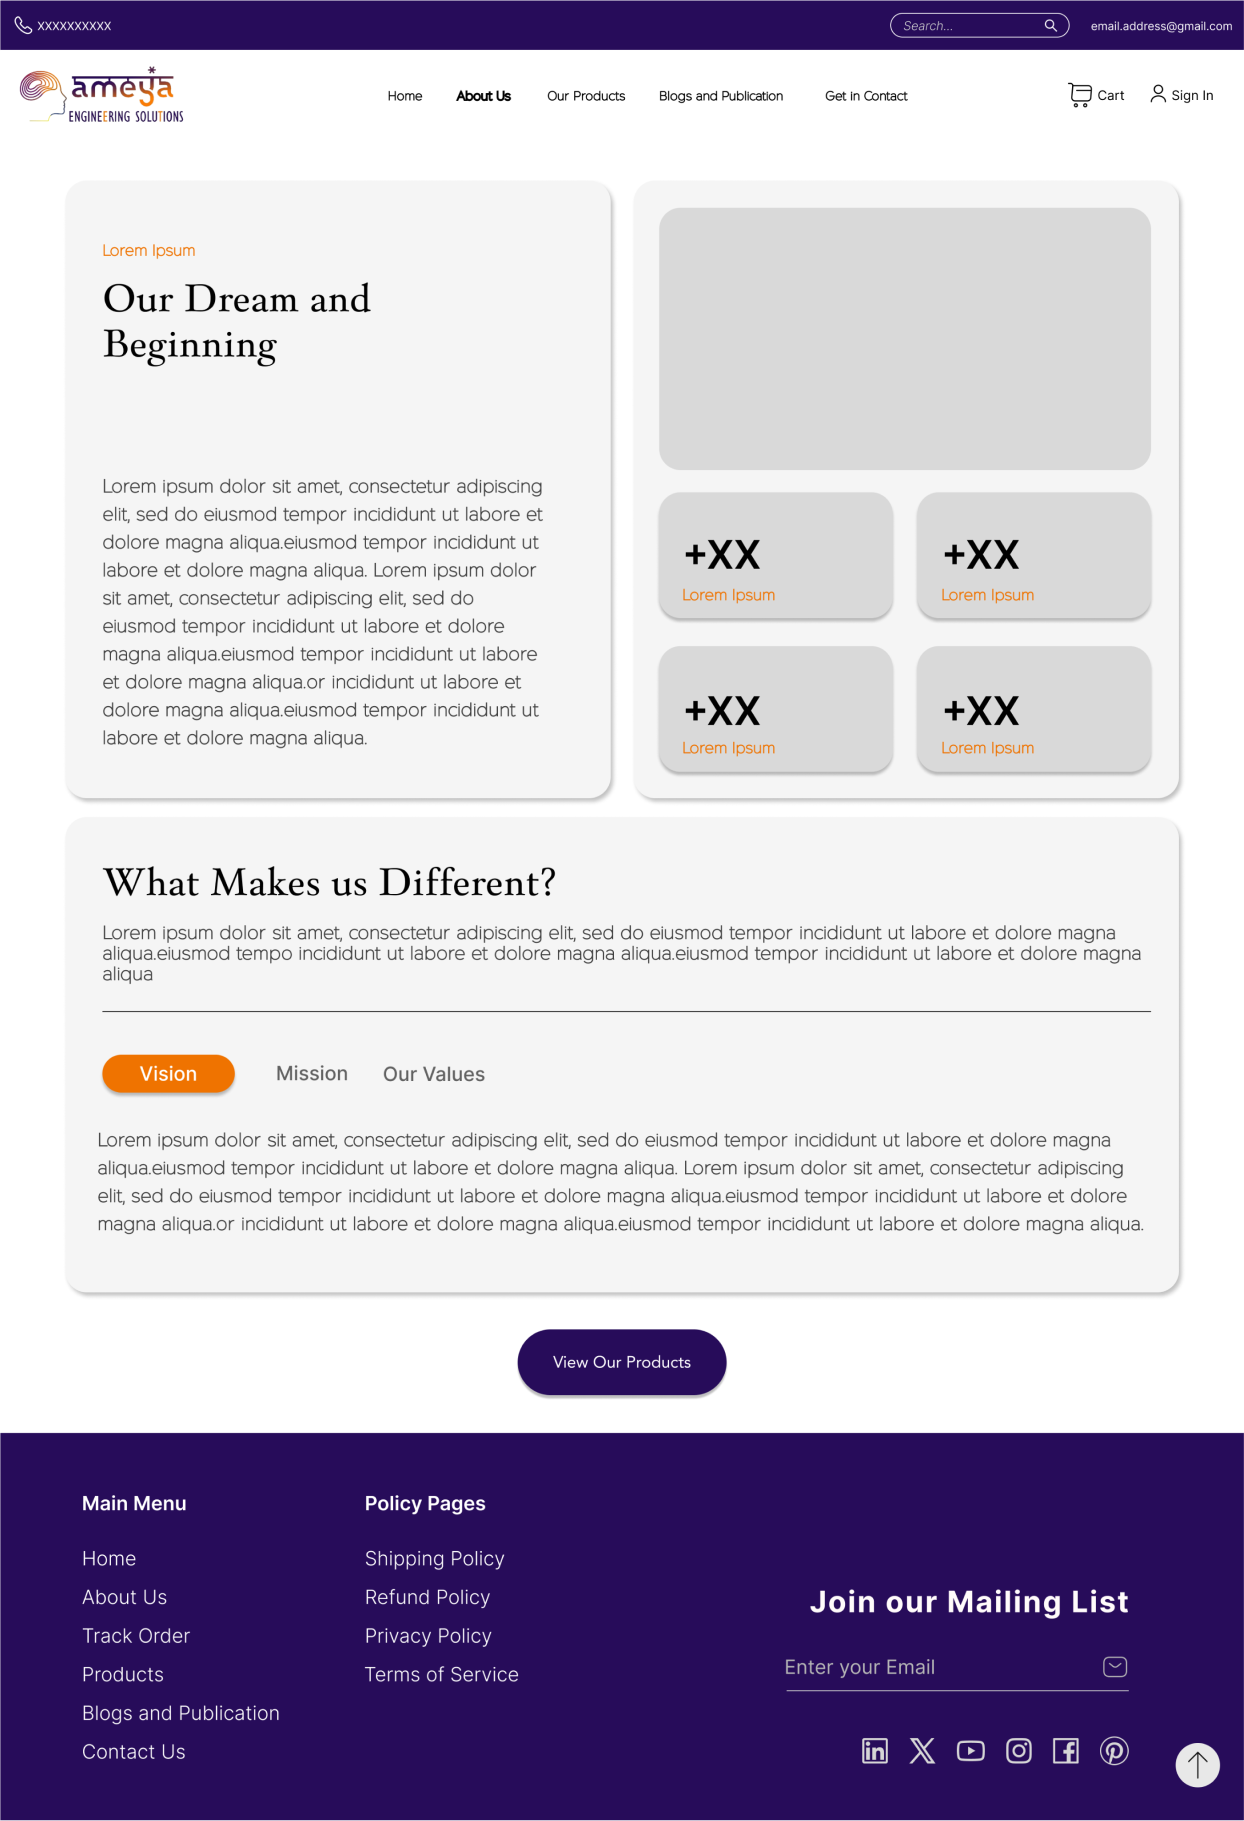 XXXXXXXXXX
Search...
email.address@gmail.com
ameya
ENGINEERING SOLUTIONS
Home
About Us
Our Products
Blogs and Publication
Get in Contact
Cart
Sign In
Lorem Ipsum
Our Dream and
Beginning
Lorem ipsum dolor sit amet, consectetur adipiscing
elit, sed do eiusmod tempor incididunt ut labore et
dolore magna aliqua.eiusmod tempor incididunt ut
labore et dolore magna aliqua. Lorem ipsum dolor
sit amet, consectetur adipiscing elit, sed do
eiusmod tempor incididunt ut labore et dolore
magna aliqua.eiusmod tempor incididunt ut labore
et dolore magna aliqua.or incididunt ut labore et
dolore magna aliqua.eiusmod tempor incididunt ut
labore et dolore magna aliqua.
+XX
Lorem Ipsum
+XX
Lorem Ipsum
+XX
Lorem Ipsum
+XX
Lorem Ipsum
What Makes us Different?
Lorem ipsum dolor sit amet, consectetur adipiscing elit, sed do eiusmod tempor incididunt ut labore et dolore magna
aliqua.eiusmod tempo incididunt ut labore et dolore magna aliqua.eiusmod tempor incididunt ut labore et dolore magna
aliqua
Vision
Mission
Our Values
Lorem ipsum dolor sit amet, consectetur adipiscing elit, sed do eiusmod tempor incididunt ut labore et dolore magna
aliqua.eiusmod tempor incididunt ut labore et dolore magna aliqua. Lorem ipsum dolor sit amet, consectetur adipiscing
elit, sed do eiusmod tempor incididunt ut labore et dolore magna aliqua.eiusmod tempor incididunt ut labore et dolore
magna aliqua.or incididunt ut labore et dolore magna aliqua.eiusmod tempor incididunt ut labore et dolore magna aliqua.
View Our Products
Main Menu
Home
About Us
Track Order
Products
Blogs and Publication
Contact Us
Policy Pages
Shipping Policy
Refund Policy
Privacy Policy
Terms of Service
Join our Mailing List
Enter your Email